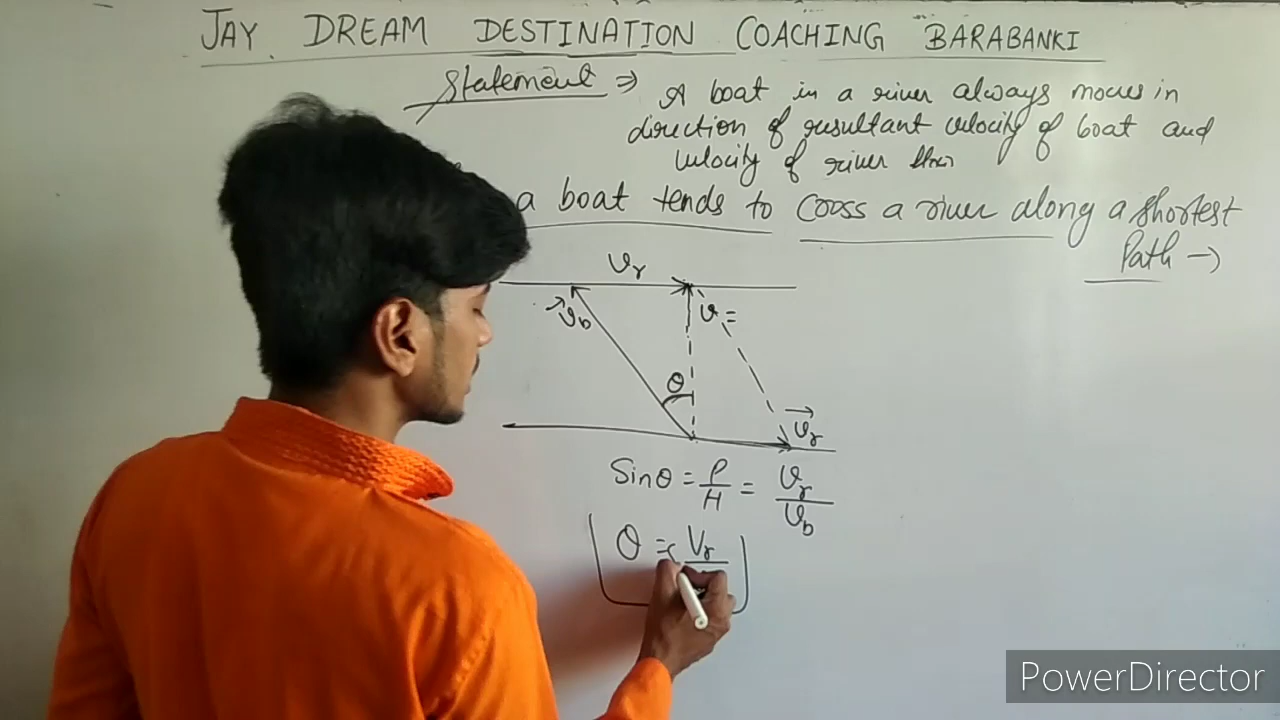 JAY. DREAM DESTINATION COACHING BARABANKI
Statement ⇒ A boat in a river always moves in
direction of resultant velocity of boat and
velocity of river flow
a boat tends to cross a river along a shortest
Path →
Vr
Vb
V =
θ
Vr
Sinθ = P/H = Vr/Vb
θ = Vr
PowerDirector